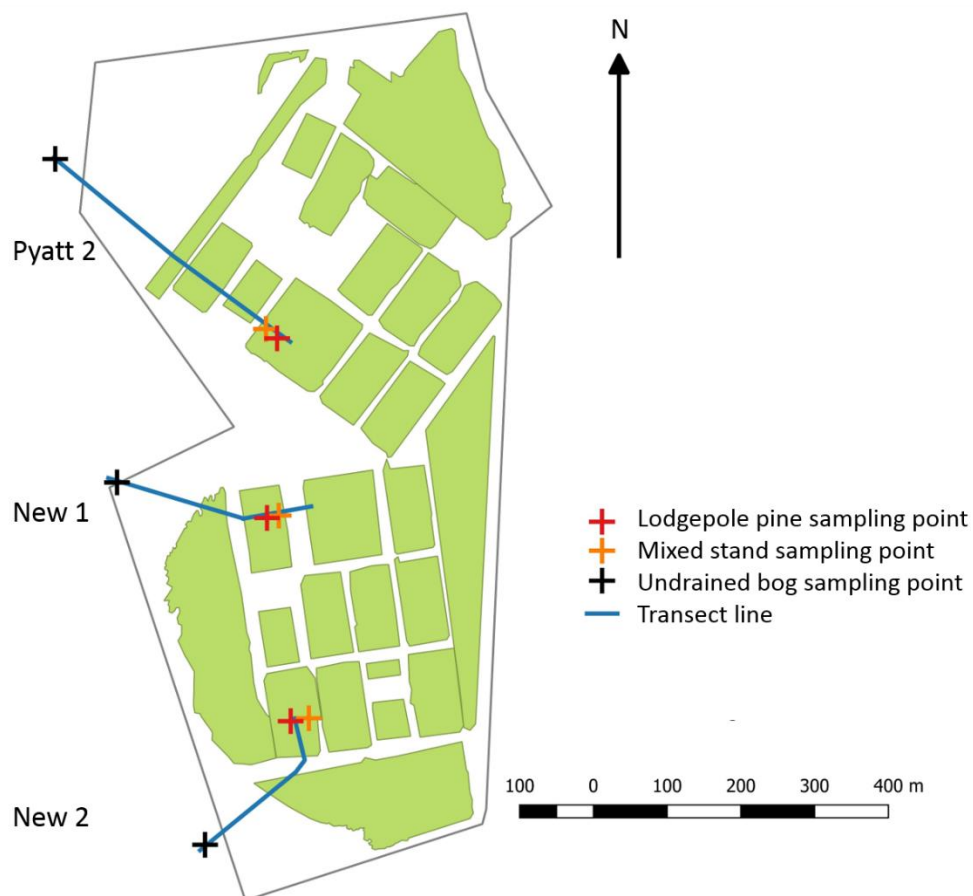 N
Pyatt 2
New 1
Lodgepole pine sampling point
Mixed stand sampling point
Undrained bog sampling point
Transect line
New 2
100 0 100 200 300 400 m